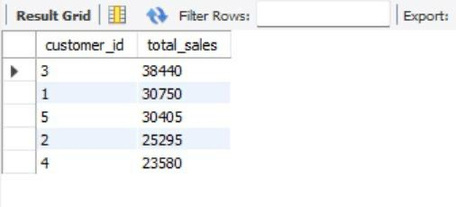 Result Grid Filter Rows: Export:
customer_id total_sales
3 38440
1 30750
5 30405
2 25295
4 23580